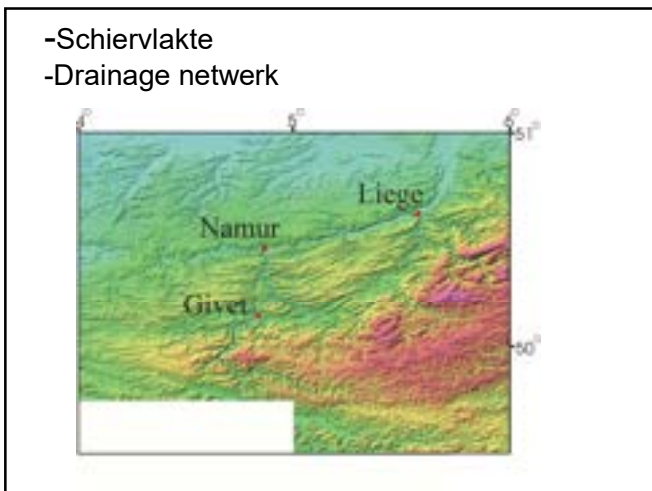 -Schiervlakte
-Drainage netwerk
4° 5° 6°
51°
Liege
Namur
Givet
50°